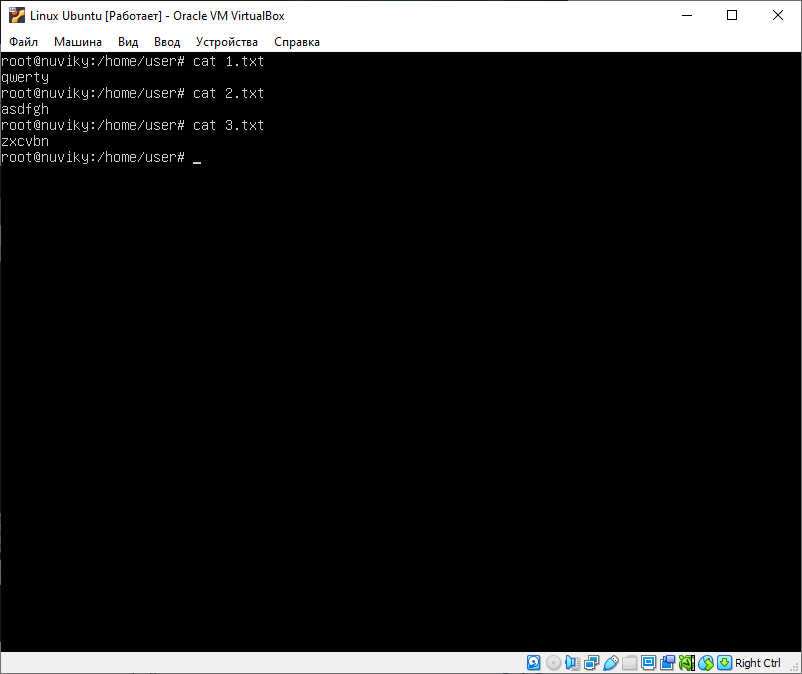 Linux Ubuntu [Работает] - Oracle VM VirtualBox
Файл Машина Вид Ввод Устройства Справка
root@nuviky:/home/user# cat 1.txt
qwerty
root@nuviky:/home/user# cat 2.txt
asdfgh
root@nuviky:/home/user# cat 3.txt
zxcvbn
root@nuviky:/home/user# _
Right Ctrl